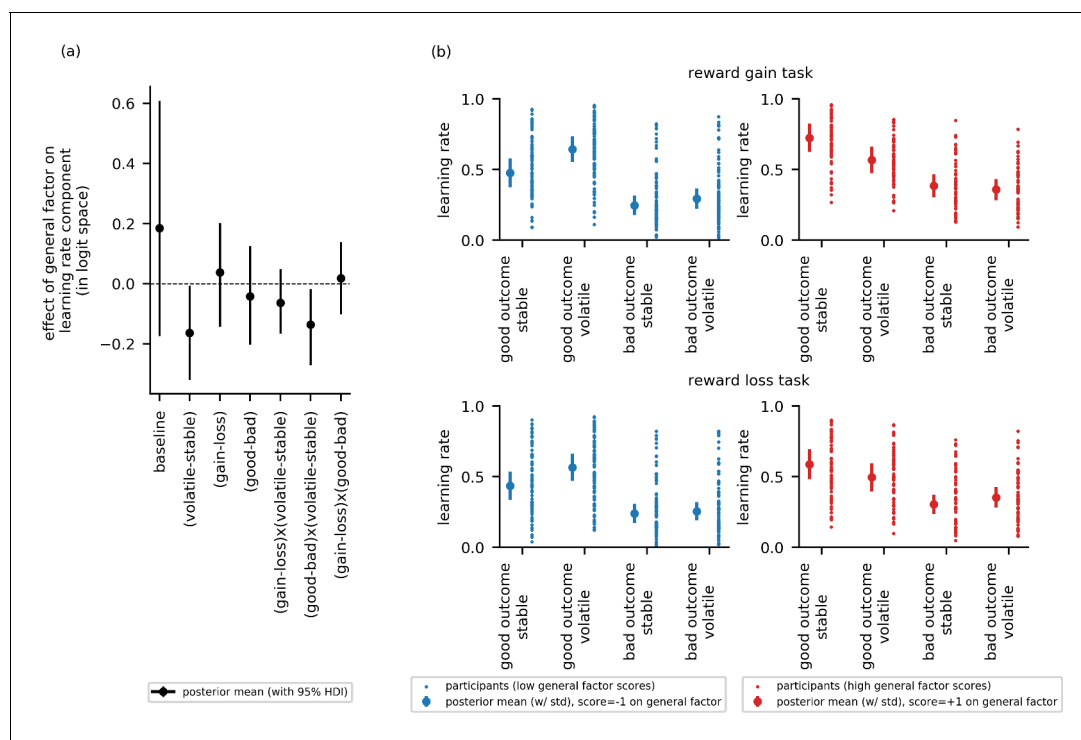 (a)
effect of general factor on
learning rate component
(in logit space)
0.6
0.4
0.2
0.0
−0.2
baseline
(volatile-stable)
(gain-loss)
(good-bad)
(gain-loss)x(volatile-stable)
(good-bad)x(volatile-stable)
(gain-loss)x(good-bad)
posterior mean (with 95% HDI)
(b)
reward gain task
learning rate
1.0
0.5
0.0
good outcome
stable
good outcome
volatile
bad outcome
stable
bad outcome
volatile
learning rate
1.0
0.5
0.0
good outcome
stable
good outcome
volatile
bad outcome
stable
bad outcome
volatile
reward loss task
learning rate
1.0
0.5
0.0
good outcome
stable
good outcome
volatile
bad outcome
stable
bad outcome
volatile
learning rate
1.0
0.5
0.0
good outcome
stable
good outcome
volatile
bad outcome
stable
bad outcome
volatile
participants (low general factor scores)
posterior mean (w/ std), score=-1 on general factor
participants (high general factor scores)
posterior mean (w/ std), score=+1 on general factor